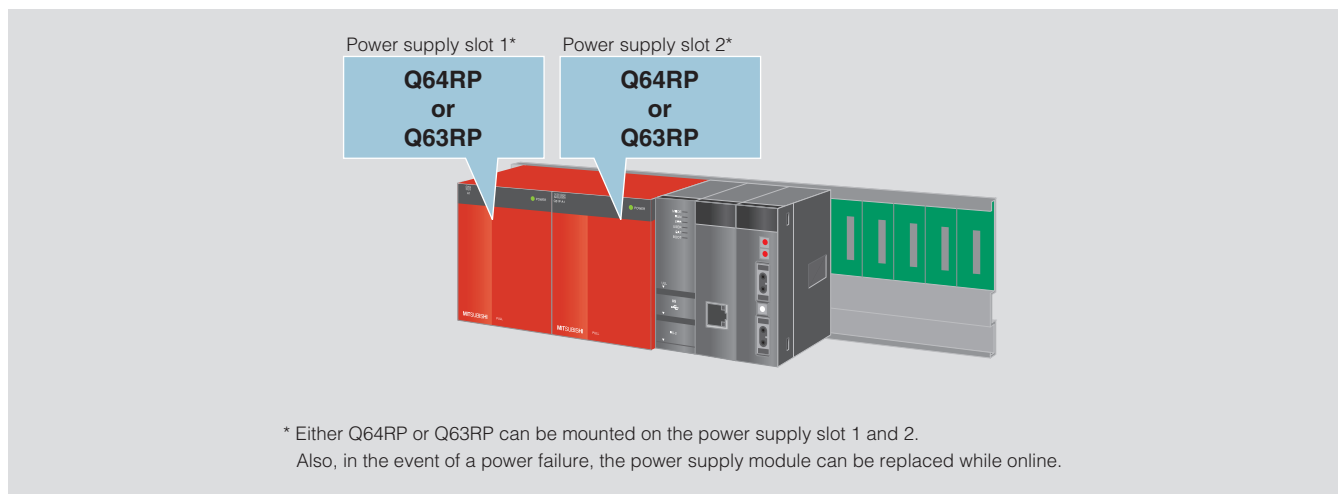 Power supply slot 1*
Power supply slot 2*
Q64RP
or
Q63RP
Q64RP
or
Q63RP
POWER
POWER
MITSUBISHI
MITSUBISHI
* Either Q64RP or Q63RP can be mounted on the power supply slot 1 and 2.
Also, in the event of a power failure, the power supply module can be replaced while online.